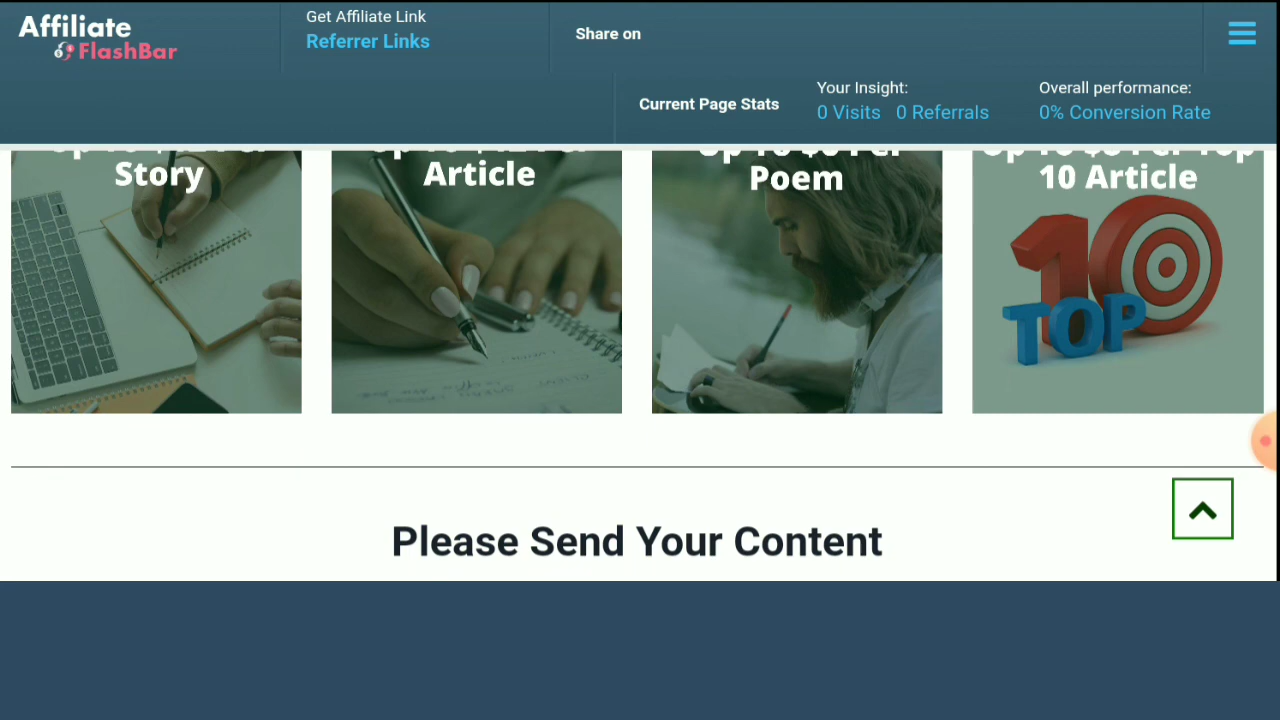 Affiliate
FlashBar
Get Affiliate Link
Referrer Links
Share on
Current Page Stats
Your Insight:
0 Visits 0 Referrals
Overall performance:
0% Conversion Rate
Story
Article
Poem
10 Article
TOP
10
Please Send Your Content